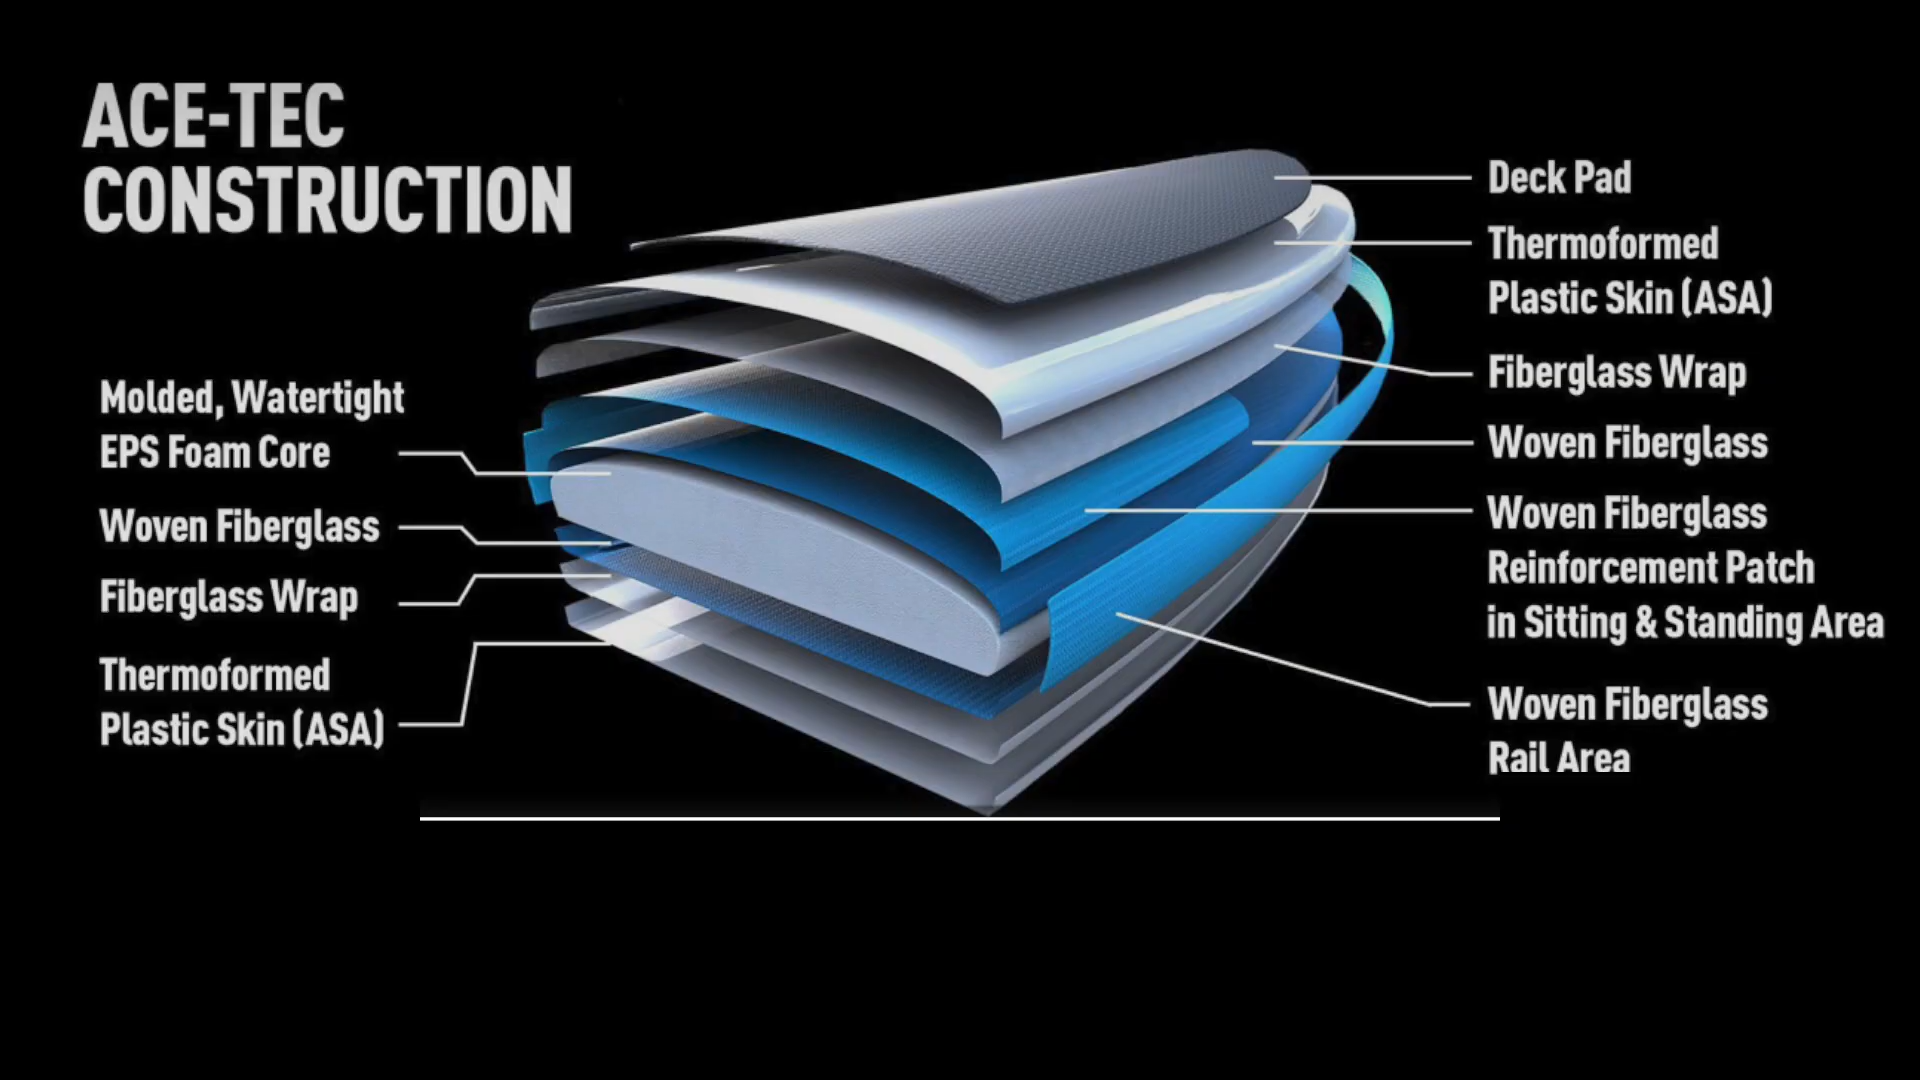 ACE-TEC
CONSTRUCTION
Molded, Watertight
EPS Foam Core
Woven Fiberglass
Fiberglass Wrap
Thermoformed
Plastic Skin (ASA)
Deck Pad
Thermoformed
Plastic Skin (ASA)
Fiberglass Wrap
Woven Fiberglass
Woven Fiberglass
Reinforcement Patch
in Sitting & Standing Area
Woven Fiberglass
Rail Area